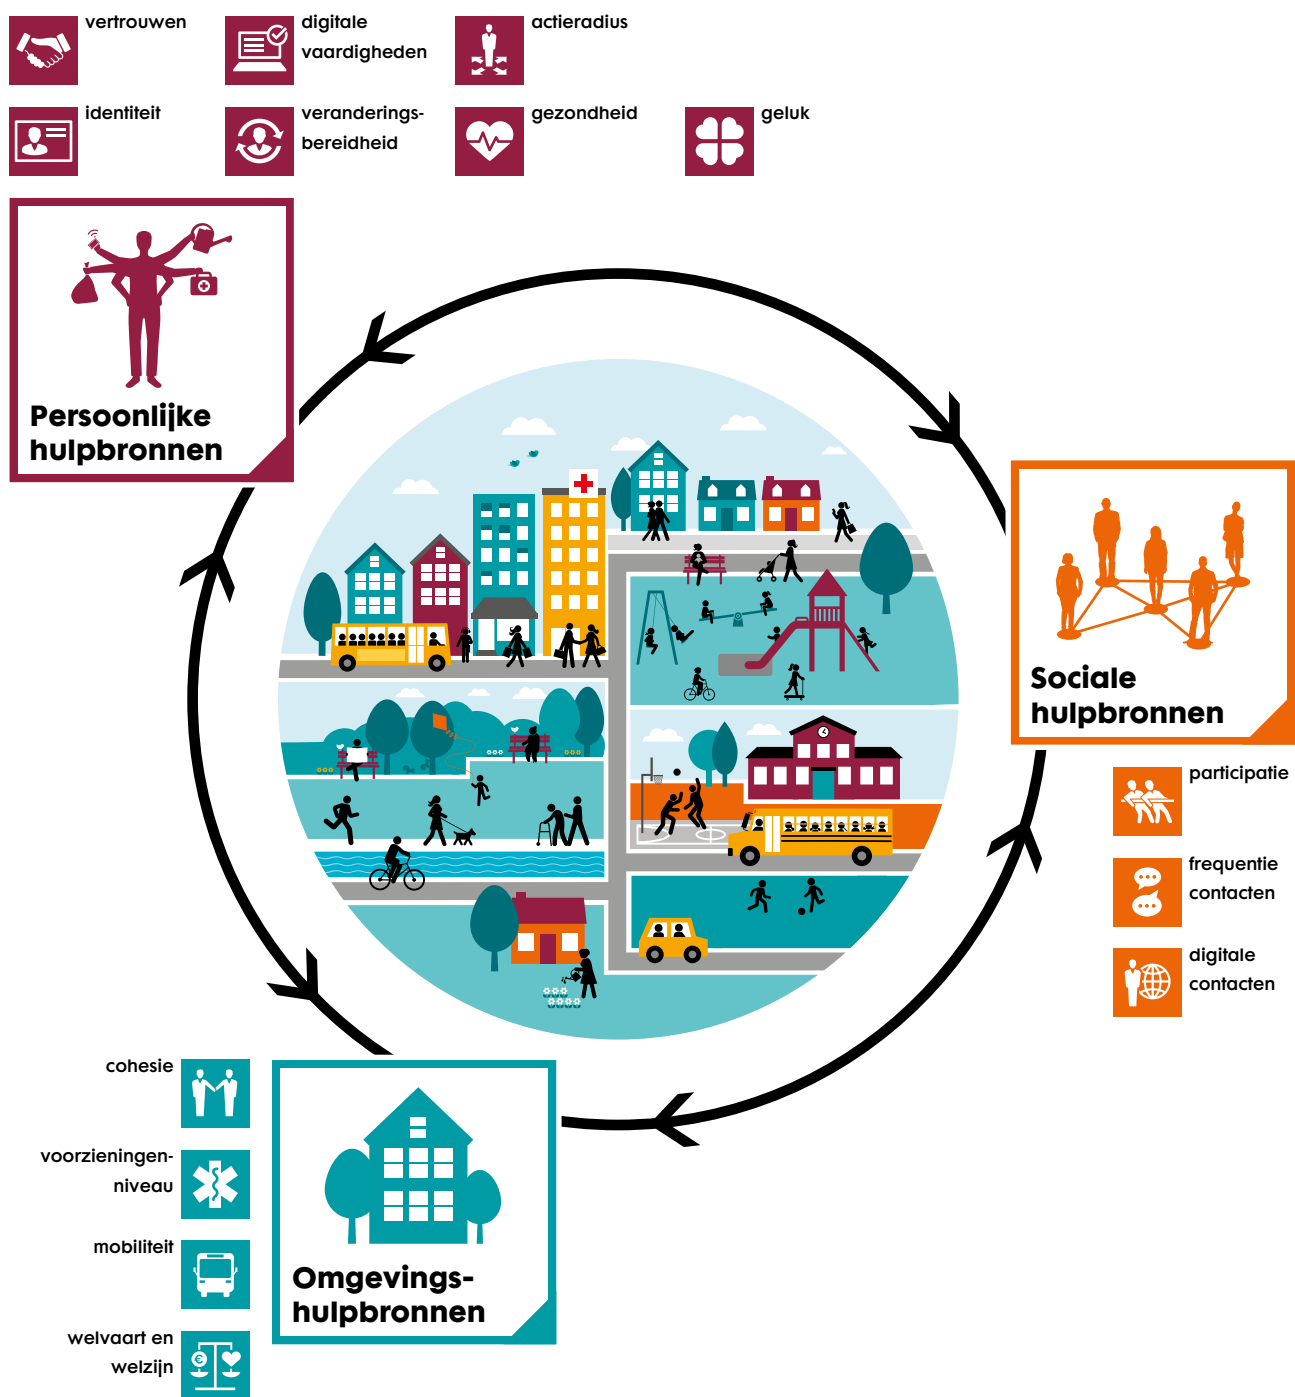 vertrouwen
digitale
vaardigheden
actieradius
identiteit
veranderings-
bereidheid
gezondheid
geluk
Persoonlijke
hulpbronnen
Sociale
hulpbronnen
participatie
frequentie
contacten
digitale
contacten
cohesie
voorzieningen-
niveau
mobiliteit
welvaart en
welzijn
€
Omgevings-
hulpbronnen